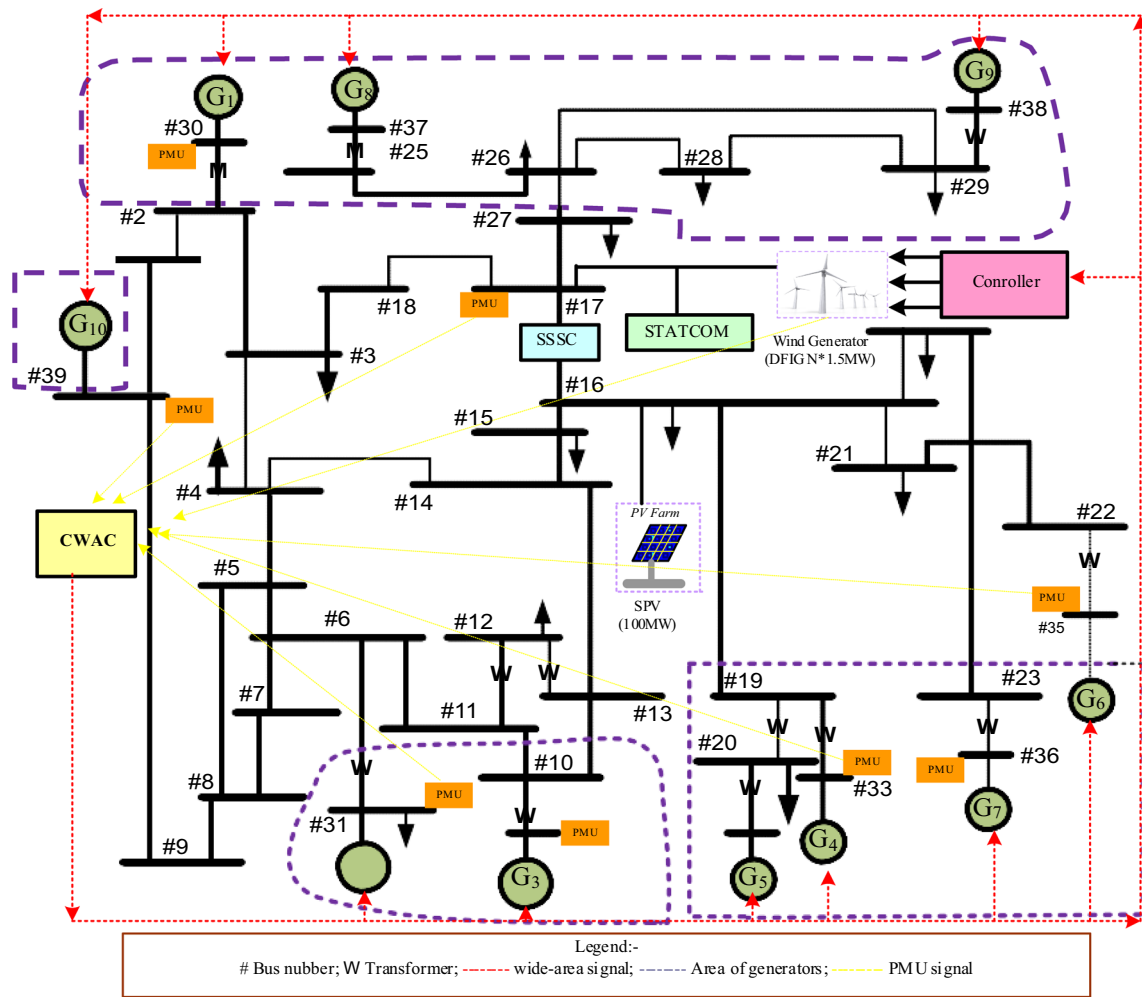 G1
G8
G9
#30
PMU
M
#37
#25
M
#38
W
#26
#28
#29
#2
#27
G10
#39
PMU
#18
PMU
#17
#3
SSSC
STATCOM
Wind Generator
(DFIG N*1.5MW)
Conroller
#16
#15
#4
#14
#21
#22
CWAC
PV Farm
SPV
(100MW)
W
PMU
#35
#5
#6
#12
W
W
#7
#11
#13
#19
#23
G6
W
W
#20
W
W
#8
#10
PMU
#31
W
PMU
#9
PMU
#33
W
PMU
#36
G7
G3
G4
G5
Legend:-
# Bus nubber; W Transformer; wide-area signal; Area of generators; PMU signal